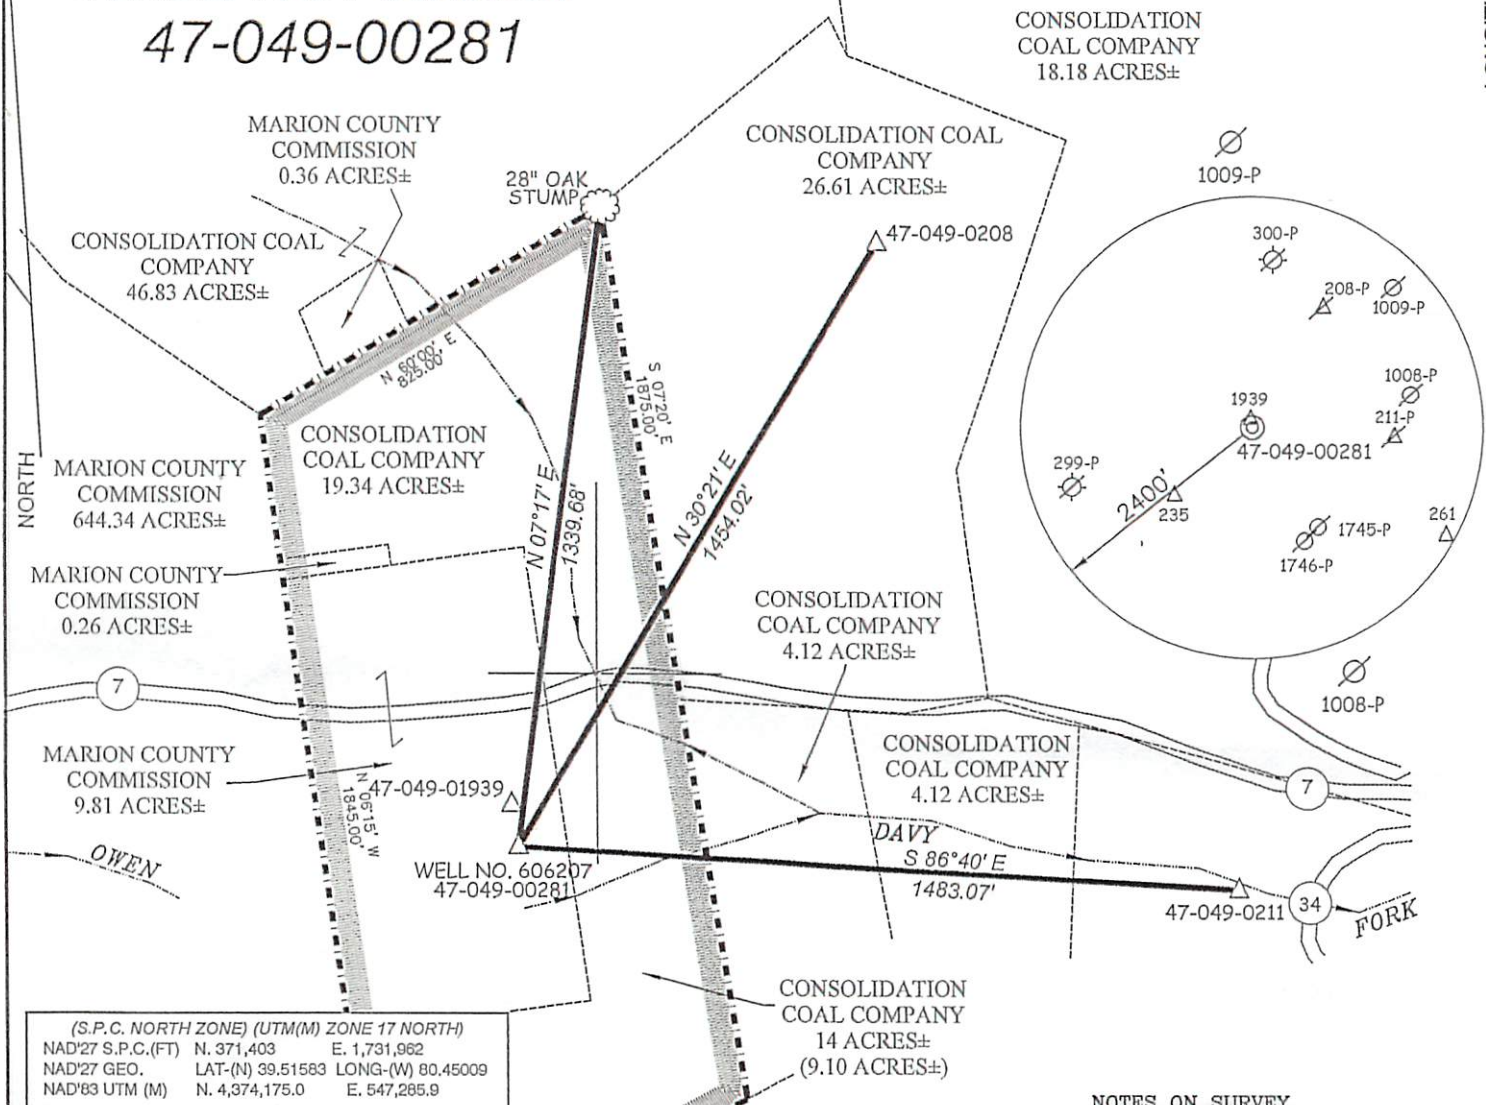 47-049-00281
CONSOLIDATION
COAL COMPANY
18.18 ACRES±
MARION COUNTY
COMMISSION
0.36 ACRES±
CONSOLIDATION COAL
COMPANY
26.61 ACRES±
28" OAK
STUMP
CONSOLIDATION COAL
COMPANY
46.83 ACRES±
47-049-0208
1009-P
300-P
208-P
1009-P
1008-P
1939
211-P
47-049-00281
299-P
2400'
235
261
1745-P
1746-P
1008-P
N 60°00' E
825.00'
S 07°20' E
1875.00'
CONSOLIDATION
COAL COMPANY
19.34 ACRES±
NORTH
MARION COUNTY
COMMISSION
644.34 ACRES±
N 07°17' E
1339.68'
N 30°21' E
1454.02'
MARION COUNTY
COMMISSION
0.26 ACRES±
CONSOLIDATION
COAL COMPANY
4.12 ACRES±
7
MARION COUNTY
COMMISSION
9.81 ACRES±
CONSOLIDATION
COAL COMPANY
4.12 ACRES±
7
47-049-01939
N 06°15' W
1845.00'
OWEN
DAVY
S 86°40' E
1483.07'
WELL NO. 606207
47-049-00281
47-049-0211
34
FORK
CONSOLIDATION
COAL COMPANY
14 ACRES±
(9.10 ACRES±)
(S.P.C. NORTH ZONE) (UTM(M) ZONE 17 NORTH)
NAD'27 S.P.C.(FT) N. 371,403 E. 1,731,962
NAD'27 GEO. LAT-(N) 39.51583 LONG-(W) 80.45009
NAD'83 UTM (M) N. 4,374,175.0 E. 547,285.9
NOTES ON SURVEY